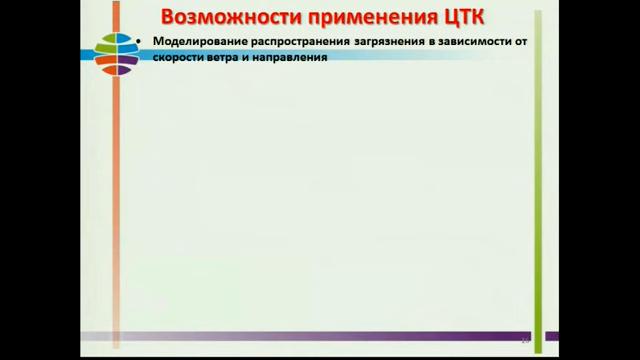 Возможности применения ЦТК
• Моделирование распространения загрязнения в зависимости от
скорости ветра и направления